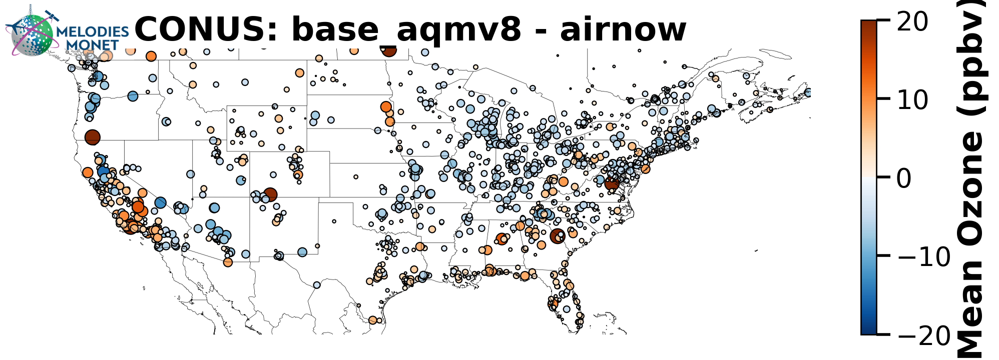 MELODIES
MONET
CONUS: base_aqmv8 - airnow
20
10
0
−10
−20
Mean Ozone (ppbv)